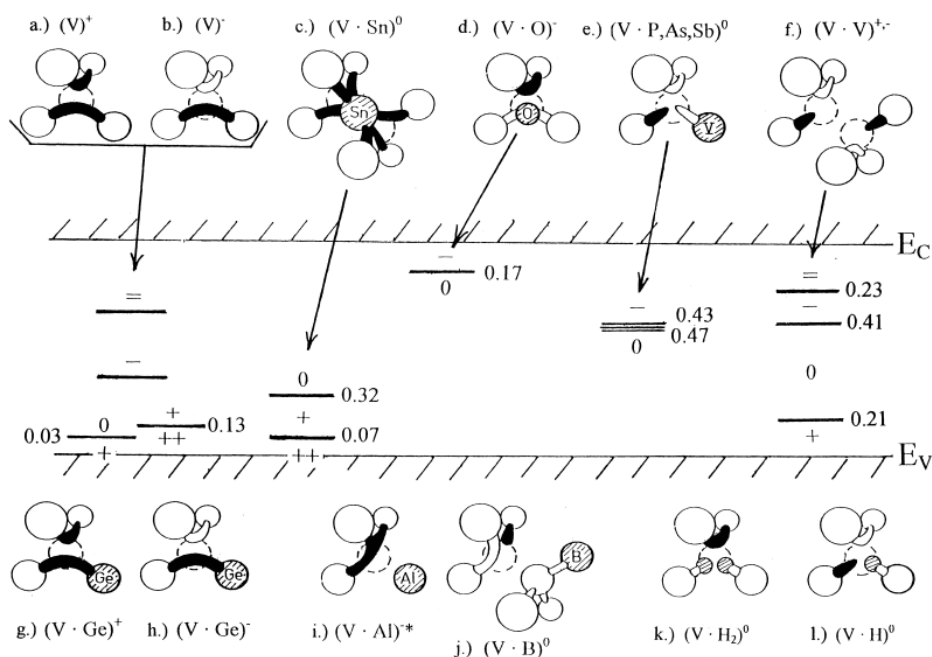 a.) (V)⁺ b.) (V)⁻ c.) (V · Sn)⁰ d.) (V · O)⁻ e.) (V · P,As,Sb)⁰ f.) (V · V)⁺,⁻
Sn O V
E_C
− 0.17
0
= − 0.43 = 0.23
0.47 − 0.41
0
− 0 0.32 0
0.03 0 + 0.13 + 0.07 0.21
+ ++ ++ +
E_V
Ge Ge Al B
g.) (V · Ge)⁺ h.) (V · Ge)⁻ i.) (V · Al)⁻* j.) (V · B)⁰ k.) (V · H₂)⁰ l.) (V · H)⁰